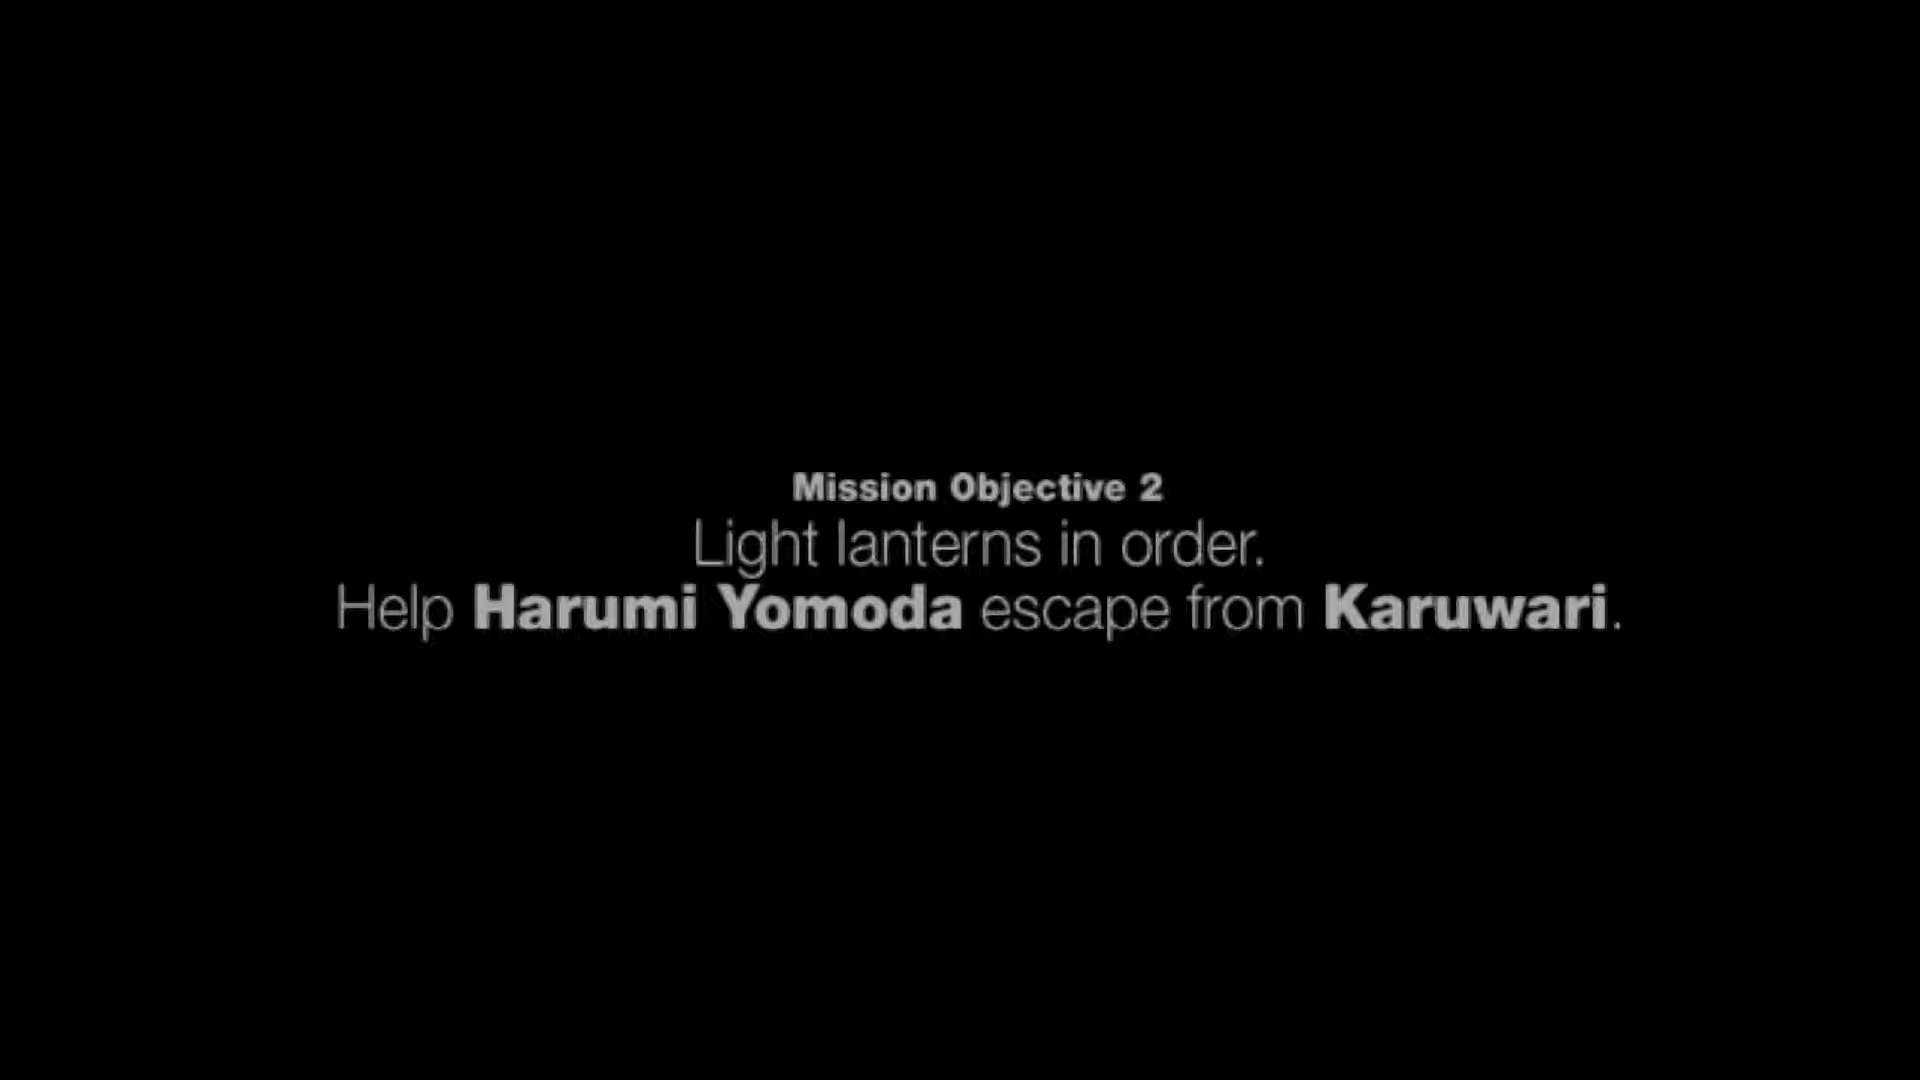 Mission Objective 2
Light lanterns in order.
Help Harumi Yomoda escape from Karuwari.